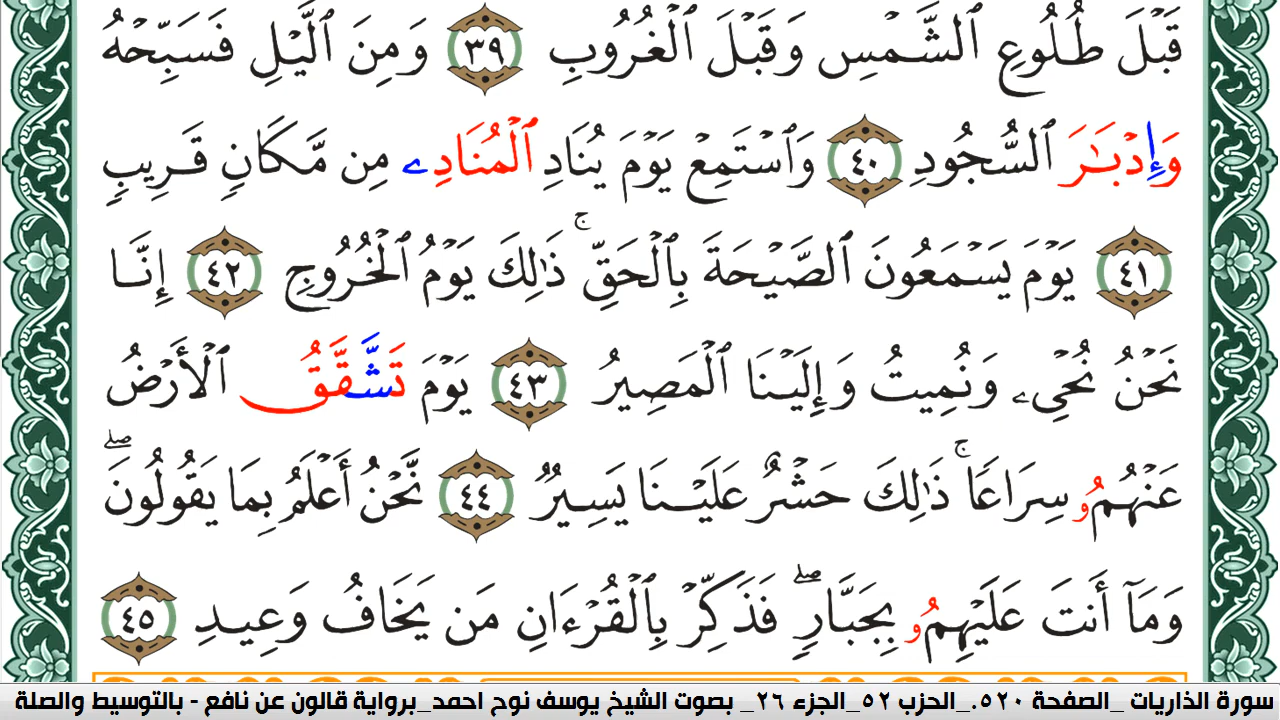 قَبْلَ طُلُوعِ ٱلشَّمْسِ وَقَبْلَ ٱلْغُرُوبِ ٣٩ وَمِنَ ٱلَّيْلِ فَسَبِّحْهُ
وَإِدْبَٰرَ ٱلسُّجُودِ ٤٠ وَٱسْتَمِعْ يَوْمَ يُنَادِ ٱلْمُنَادِۦ مِن مَّكَانٍ قَرِيبٍ
٤١ يَوْمَ يَسْمَعُونَ ٱلصَّيْحَةَ بِٱلْحَقِّ ۚ ذَٰلِكَ يَوْمُ ٱلْخُرُوجِ ٤٢ إِنَّا
نَحْنُ نُحْيِۦ وَنُمِيتُ وَإِلَيْنَا ٱلْمَصِيرُ ٤٣ يَوْمَ تَشَّقَّقُ ٱلْأَرْضُ
عَنْهُمُۥ سِرَاعًا ۚ ذَٰلِكَ حَشْرٌ عَلَيْنَا يَسِيرٌ ٤٤ نَّحْنُ أَعْلَمُ بِمَا يَقُولُونَ ۖ
وَمَآ أَنتَ عَلَيْهِمُۥ بِجَبَّارٍ ۖ فَذَكِّرْ بِٱلْقُرْءَانِ مَن يَخَافُ وَعِيدِ ٤٥
سورة الذاريات _الصفحة ٥٢٠._الحزب ٥٢_الجزء ٢٦_ بصوت الشيخ يوسف نوح احمد_برواية قالون عن نافع - بالتوسيط والصلة